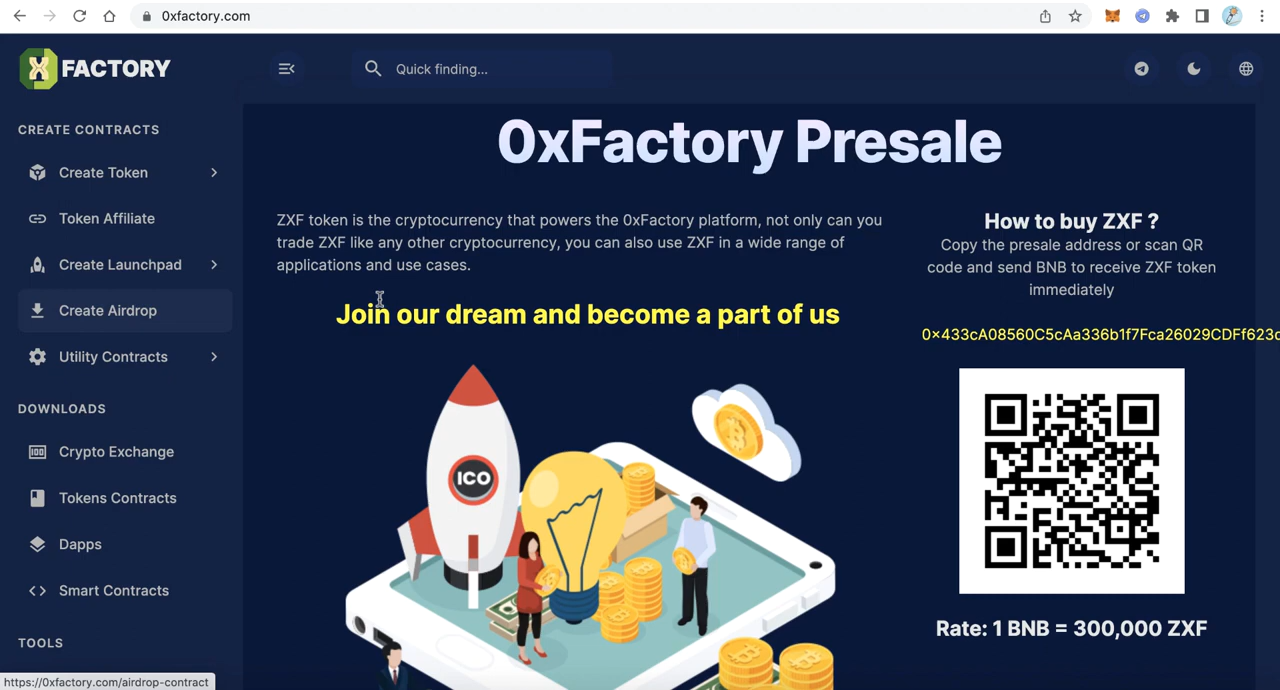 0xfactory.com
X FACTORY
Quick finding...
CREATE CONTRACTS
Create Token
Token Affiliate
Create Launchpad
Create Airdrop
Utility Contracts
DOWNLOADS
Crypto Exchange
Tokens Contracts
Dapps
Smart Contracts
TOOLS
https://0xfactory.com/airdrop-contract
0xFactory Presale
ZXF token is the cryptocurrency that powers the 0xFactory platform, not only can you
trade ZXF like any other cryptocurrency, you can also use ZXF in a wide range of
applications and use cases.
Join our dream and become a part of us
ICO
How to buy ZXF ?
Copy the presale address or scan QR
code and send BNB to receive ZXF token
immediately
0x433cA08560C5cAa336b1f7Fca26029CDFf623
Rate: 1 BNB = 300,000 ZXF